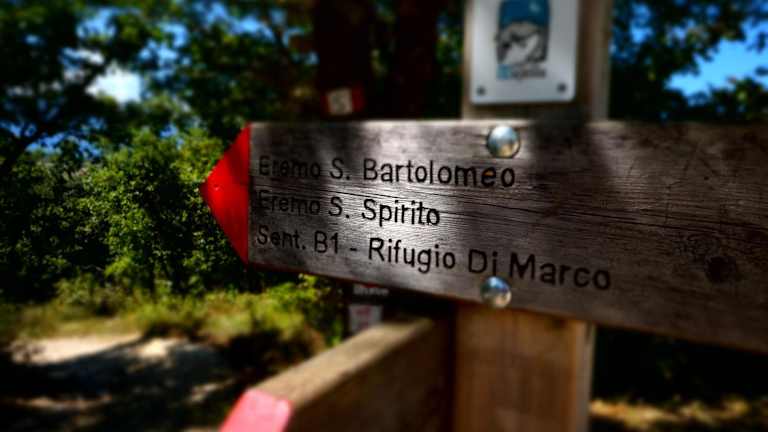 Eremo S. Bartolomeo
Eremo S. Spirito
Sent. B1 - Rifugio Di Marco